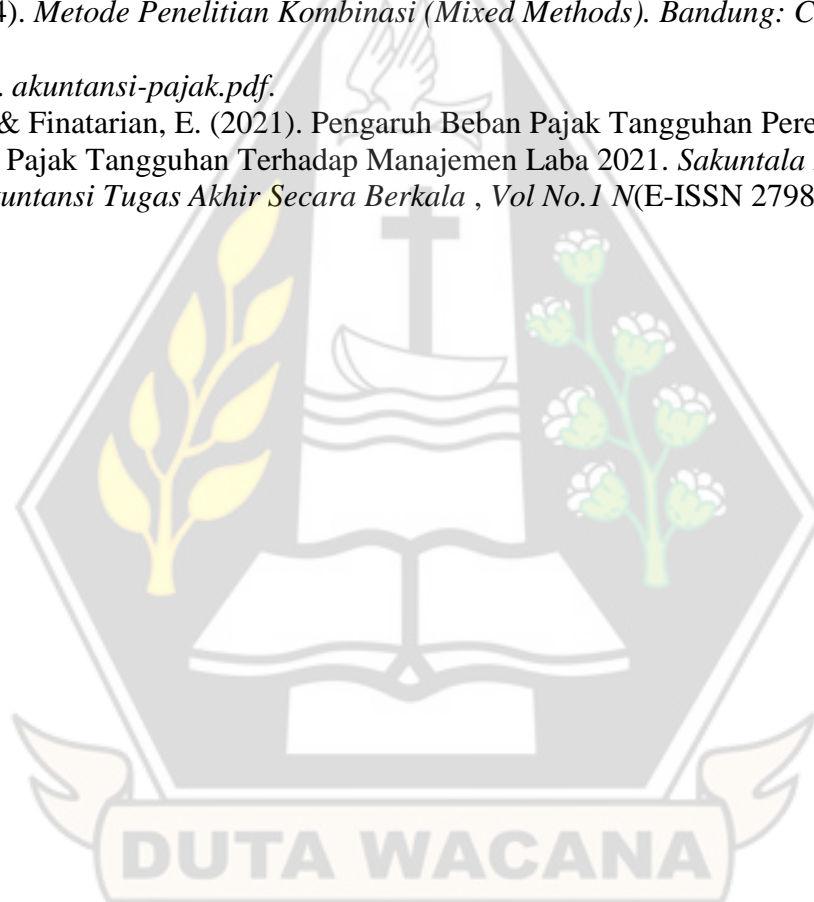 4). Metode Penelitian Kombinasi (Mixed Methods). Bandung: C
. akuntansi-pajak.pdf.
& Finatarian, E. (2021). Pengaruh Beban Pajak Tangguhan Pere
Pajak Tangguhan Terhadap Manajemen Laba 2021. Sakuntala
kuntansi Tugas Akhir Secara Berkala , Vol No.1 N(E-ISSN 2798
DUTA WACANA